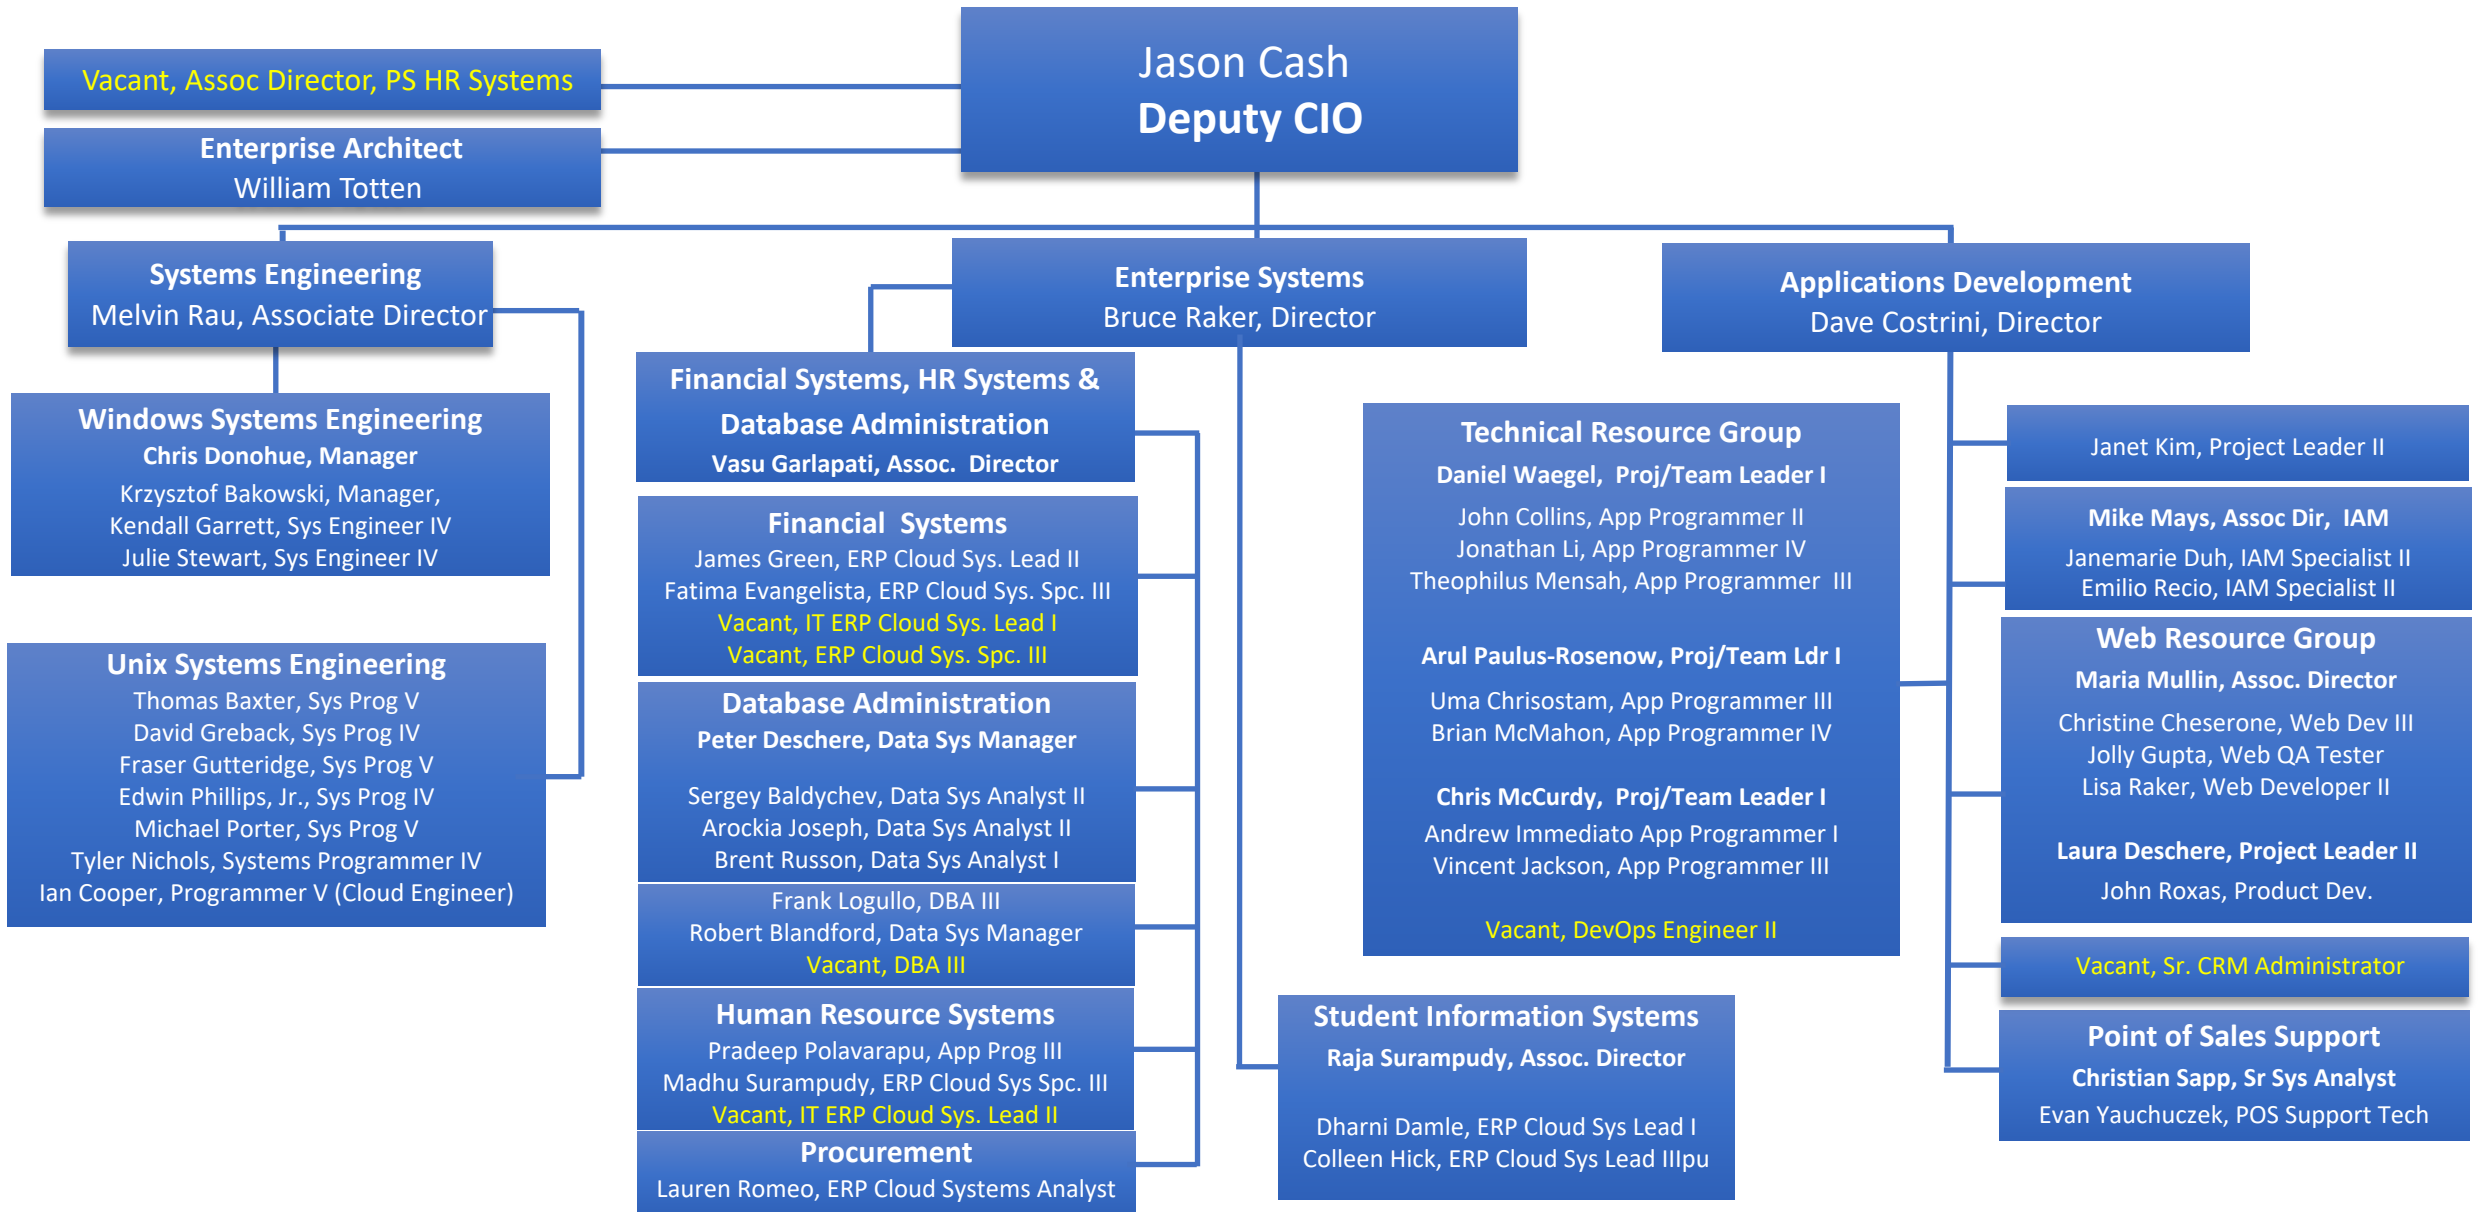 Jason Cash
Deputy CIO
Vacant, Assoc Director, PS HR Systems
Enterprise Architect
William Totten
Systems Engineering
Melvin Rau, Associate Director
Windows Systems Engineering
Chris Donohue, Manager
Krzysztof Bakowski, Manager,
Kendall Garrett, Sys Engineer IV
Julie Stewart, Sys Engineer IV
Unix Systems Engineering
Thomas Baxter, Sys Prog V
David Greback, Sys Prog IV
Fraser Gutteridge, Sys Prog V
Edwin Phillips, Jr., Sys Prog IV
Michael Porter, Sys Prog V
Tyler Nichols, Systems Programmer IV
Ian Cooper, Programmer V (Cloud Engineer)
Enterprise Systems
Bruce Raker, Director
Financial Systems, HR Systems &
Database Administration
Vasu Garlapati, Assoc. Director
Financial Systems
James Green, ERP Cloud Sys. Lead II
Fatima Evangelista, ERP Cloud Sys. Spc. III
Vacant, IT ERP Cloud Sys. Lead I
Vacant, ERP Cloud Sys. Spc. III
Database Administration
Peter Deschere, Data Sys Manager
Sergey Baldychev, Data Sys Analyst II
Arockia Joseph, Data Sys Analyst II
Brent Russon, Data Sys Analyst I
Frank Logullo, DBA III
Robert Blandford, Data Sys Manager
Vacant, DBA III
Human Resource Systems
Pradeep Polavarapu, App Prog III
Madhu Surampudy, ERP Cloud Sys Spc. III
Vacant, IT ERP Cloud Sys. Lead II
Procurement
Lauren Romeo, ERP Cloud Systems Analyst
Student Information Systems
Raja Surampudy, Assoc. Director
Dharni Damle, ERP Cloud Sys Lead I
Colleen Hick, ERP Cloud Sys Lead IIIpu
Applications Development
Dave Costrini, Director
Technical Resource Group
Daniel Waegel, Proj/Team Leader I
John Collins, App Programmer II
Jonathan Li, App Programmer IV
Theophilus Mensah, App Programmer III
Arul Paulus-Rosenow, Proj/Team Ldr I
Uma Chrisostam, App Programmer III
Brian McMahon, App Programmer IV
Chris McCurdy, Proj/Team Leader I
Andrew Immediato App Programmer I
Vincent Jackson, App Programmer III
Vacant, DevOps Engineer II
Janet Kim, Project Leader II
Mike Mays, Assoc Dir, IAM
Janemarie Duh, IAM Specialist II
Emilio Recio, IAM Specialist II
Web Resource Group
Maria Mullin, Assoc. Director
Christine Cheserone, Web Dev III
Jolly Gupta, Web QA Tester
Lisa Raker, Web Developer II
Laura Deschere, Project Leader II
John Roxas, Product Dev.
Vacant, Sr. CRM Administrator
Point of Sales Support
Christian Sapp, Sr Sys Analyst
Evan Yauchuczek, POS Support Tech